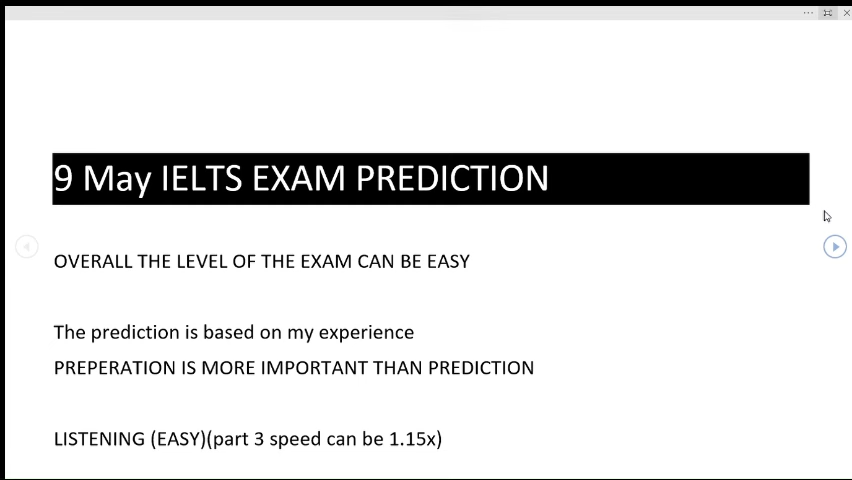 9 May IELTS EXAM PREDICTION
OVERALL THE LEVEL OF THE EXAM CAN BE EASY
The prediction is based on my experience
PREPERATION IS MORE IMPORTANT THAN PREDICTION
LISTENING (EASY)(part 3 speed can be 1.15x)